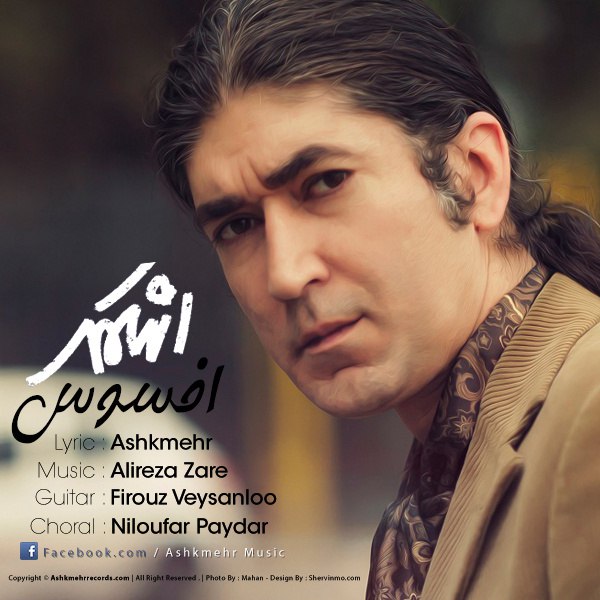 اشکمهر
افسوس
Lyric : Ashkmehr
Music : Alireza Zare
Guitar : Firouz Veysanloo
Choral : Niloufar Paydar
f Facebook.com / Ashkmehr Music
Copyright © Ashkmehrrecords.com | All Right Reserved . | Photo By : Mahan - Design By : Shervinmo.com